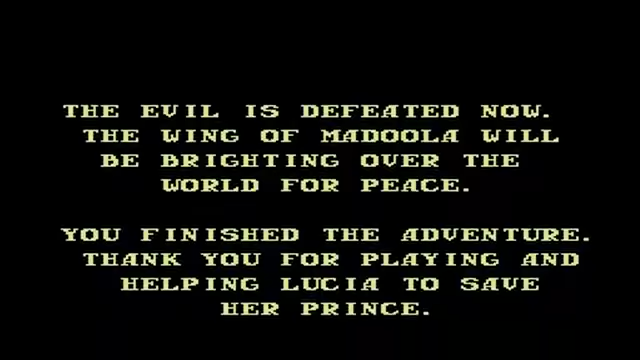 THE EVIL IS DEFEATED NOW.
THE WING OF MADOOLA WILL
BE BRIGHTING OVER THE
WORLD FOR PEACE.
YOU FINISHED THE ADVENTURE.
THANK YOU FOR PLAYING AND
HELPING LUCIA TO SAVE
HER PRINCE.